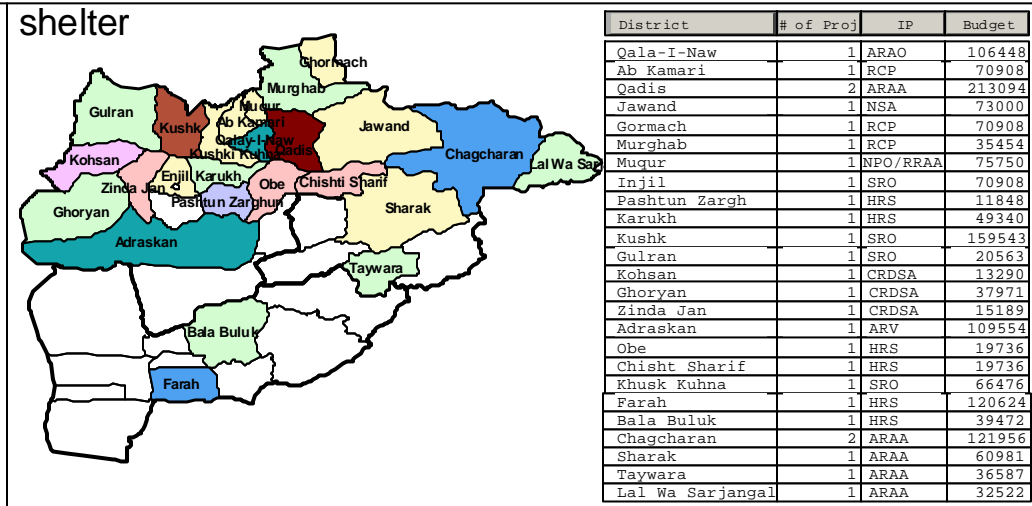 shelter
Ghormach
Murghab
Gulran
Muqur
Kushk
Ab Kamari
Jawand
Qalay-I-Naw
Qadis
Kushki Kuhna
Chagcharan
Kohsan
Lal Wa Sar
Enjil
Karukh
Zinda Jan
Obe
Chishti Sharif
Pashtun Zarghun
Ghoryan
Sharak
Adraskan
Taywara
Bala Buluk
Farah
District # of Proj IP Budget
Qala-I-Naw 1 ARAO 106448
Ab Kamari 1 RCP 70908
Qadis 2 ARAA 213094
Jawand 1 NSA 73000
Gormach 1 RCP 70908
Murghab 1 RCP 35454
Muqur 1 NPO/RRAA 75750
Injil 1 SRO 70908
Pashtun Zargh 1 HRS 11848
Karukh 1 HRS 49340
Kushk 1 SRO 159543
Gulran 1 SRO 20563
Kohsan 1 CRDSA 13290
Ghoryan 1 CRDSA 37971
Zinda Jan 1 CRDSA 15189
Adraskan 1 ARV 109554
Obe 1 HRS 19736
Chisht Sharif 1 HRS 19736
Khusk Kuhna 1 SRO 66476
Farah 1 HRS 120624
Bala Buluk 1 HRS 39472
Chagcharan 2 ARAA 121956
Sharak 1 ARAA 60981
Taywara 1 ARAA 36587
Lal Wa Sarjangal 1 ARAA 32522